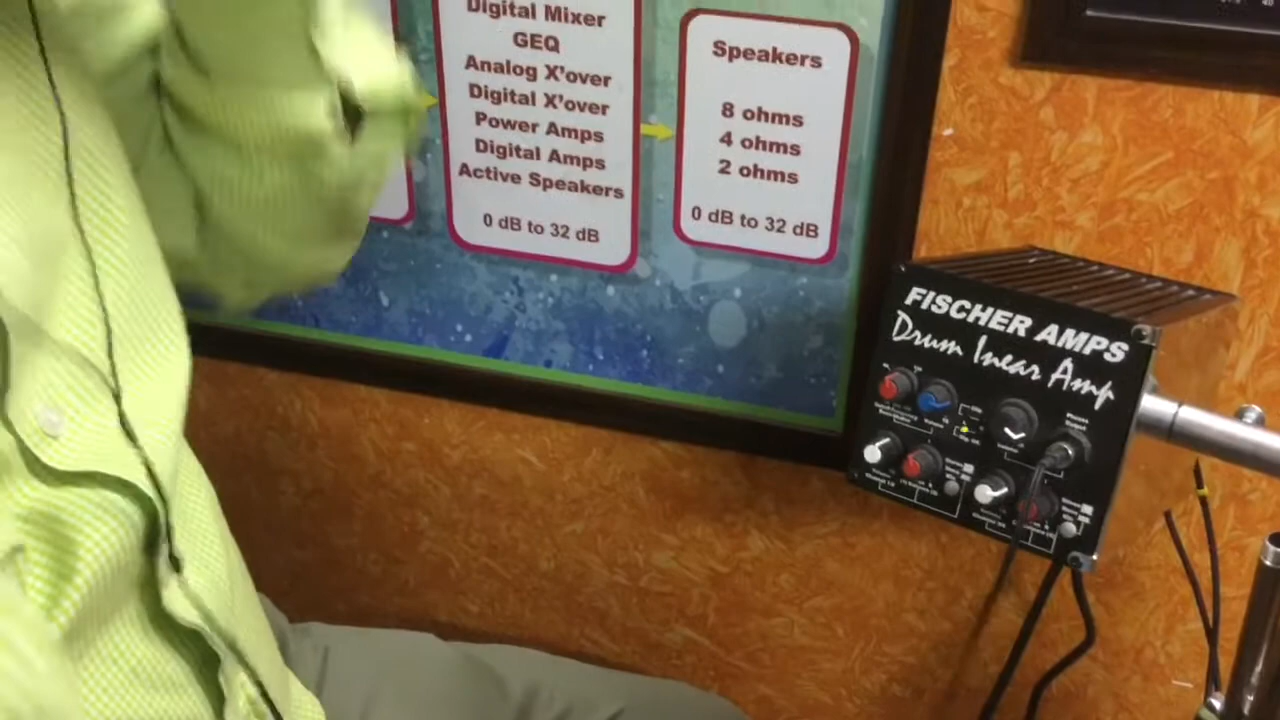 Digital Mixer
GEQ
Analog X'over
Digital X'over
Power Amps
Digital Amps
Active Speakers
0 dB to 32 dB
Speakers
8 ohms
4 ohms
2 ohms
0 dB to 32 dB
FISCHER AMPS
Drum Inear Amp